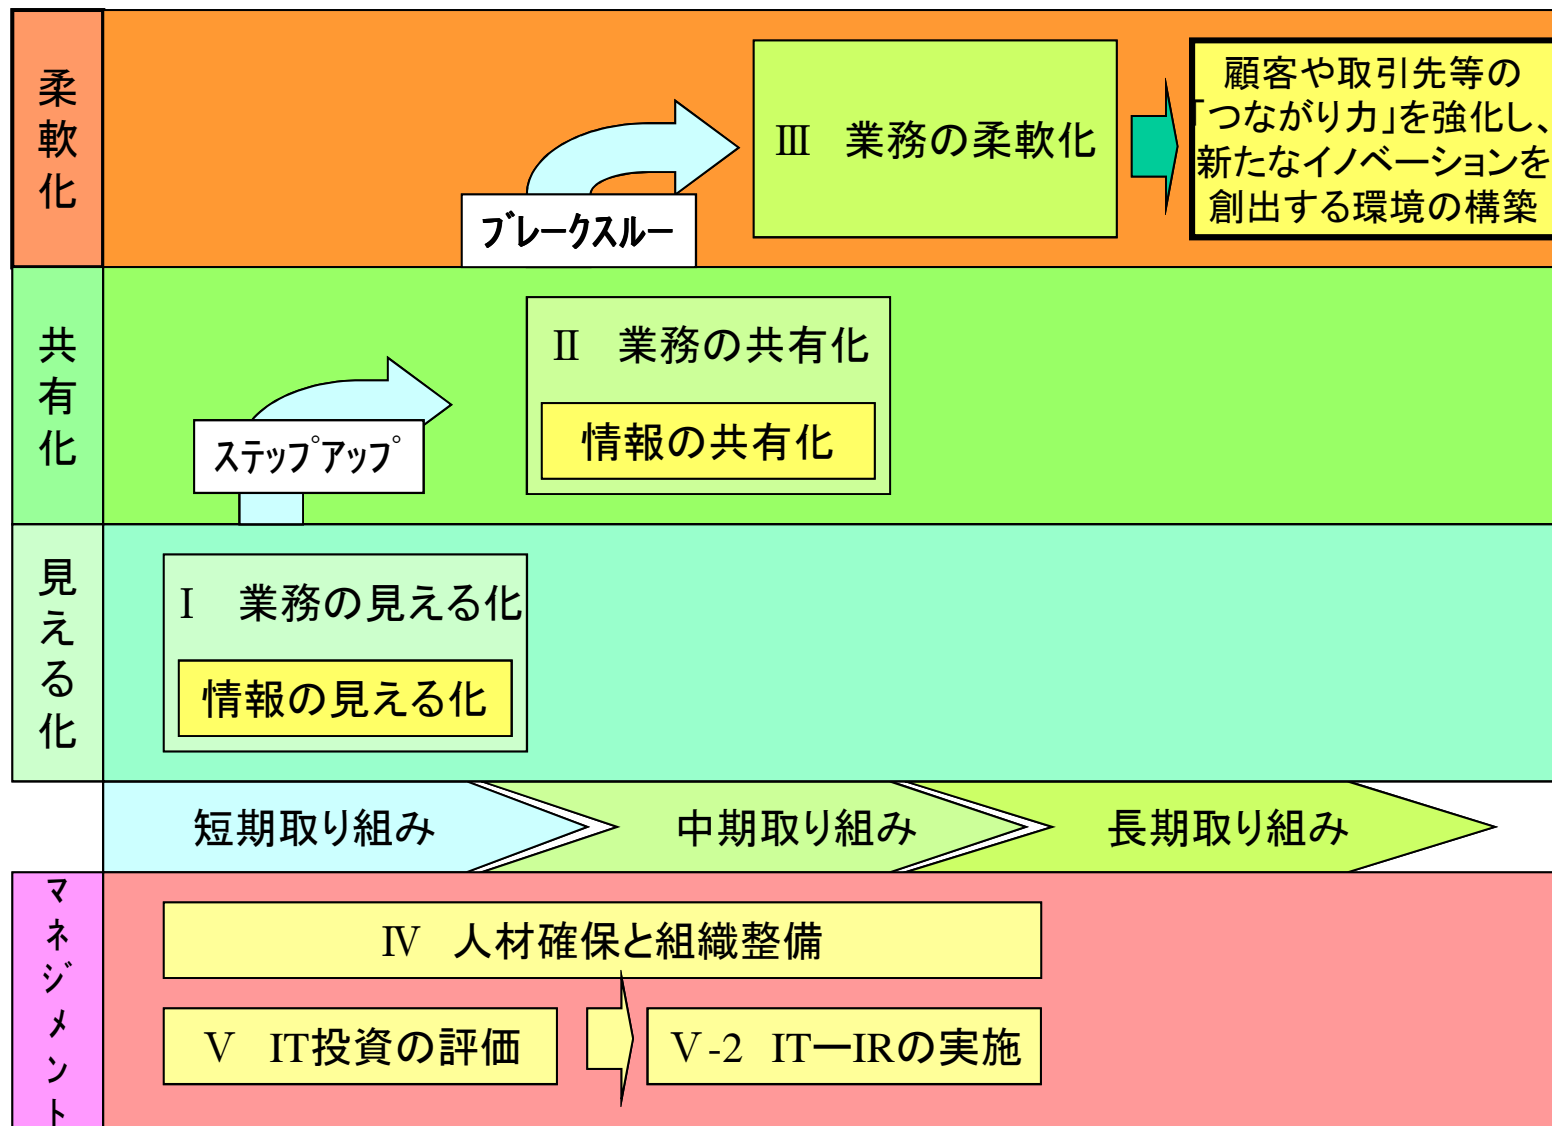 柔軟化
Ⅲ 業務の柔軟化
顧客や取引先等の
「つながり力」を強化し、
新たなイノベーションを
創出する環境の構築
ブレークスルー
共有化
Ⅱ 業務の共有化
情報の共有化
ステップアップ
見える化
Ⅰ 業務の見える化
情報の見える化
短期取り組み
中期取り組み
長期取り組み
マネジメント
Ⅳ 人材確保と組織整備
Ⅴ IT投資の評価
Ⅴ-2 IT―IRの実施